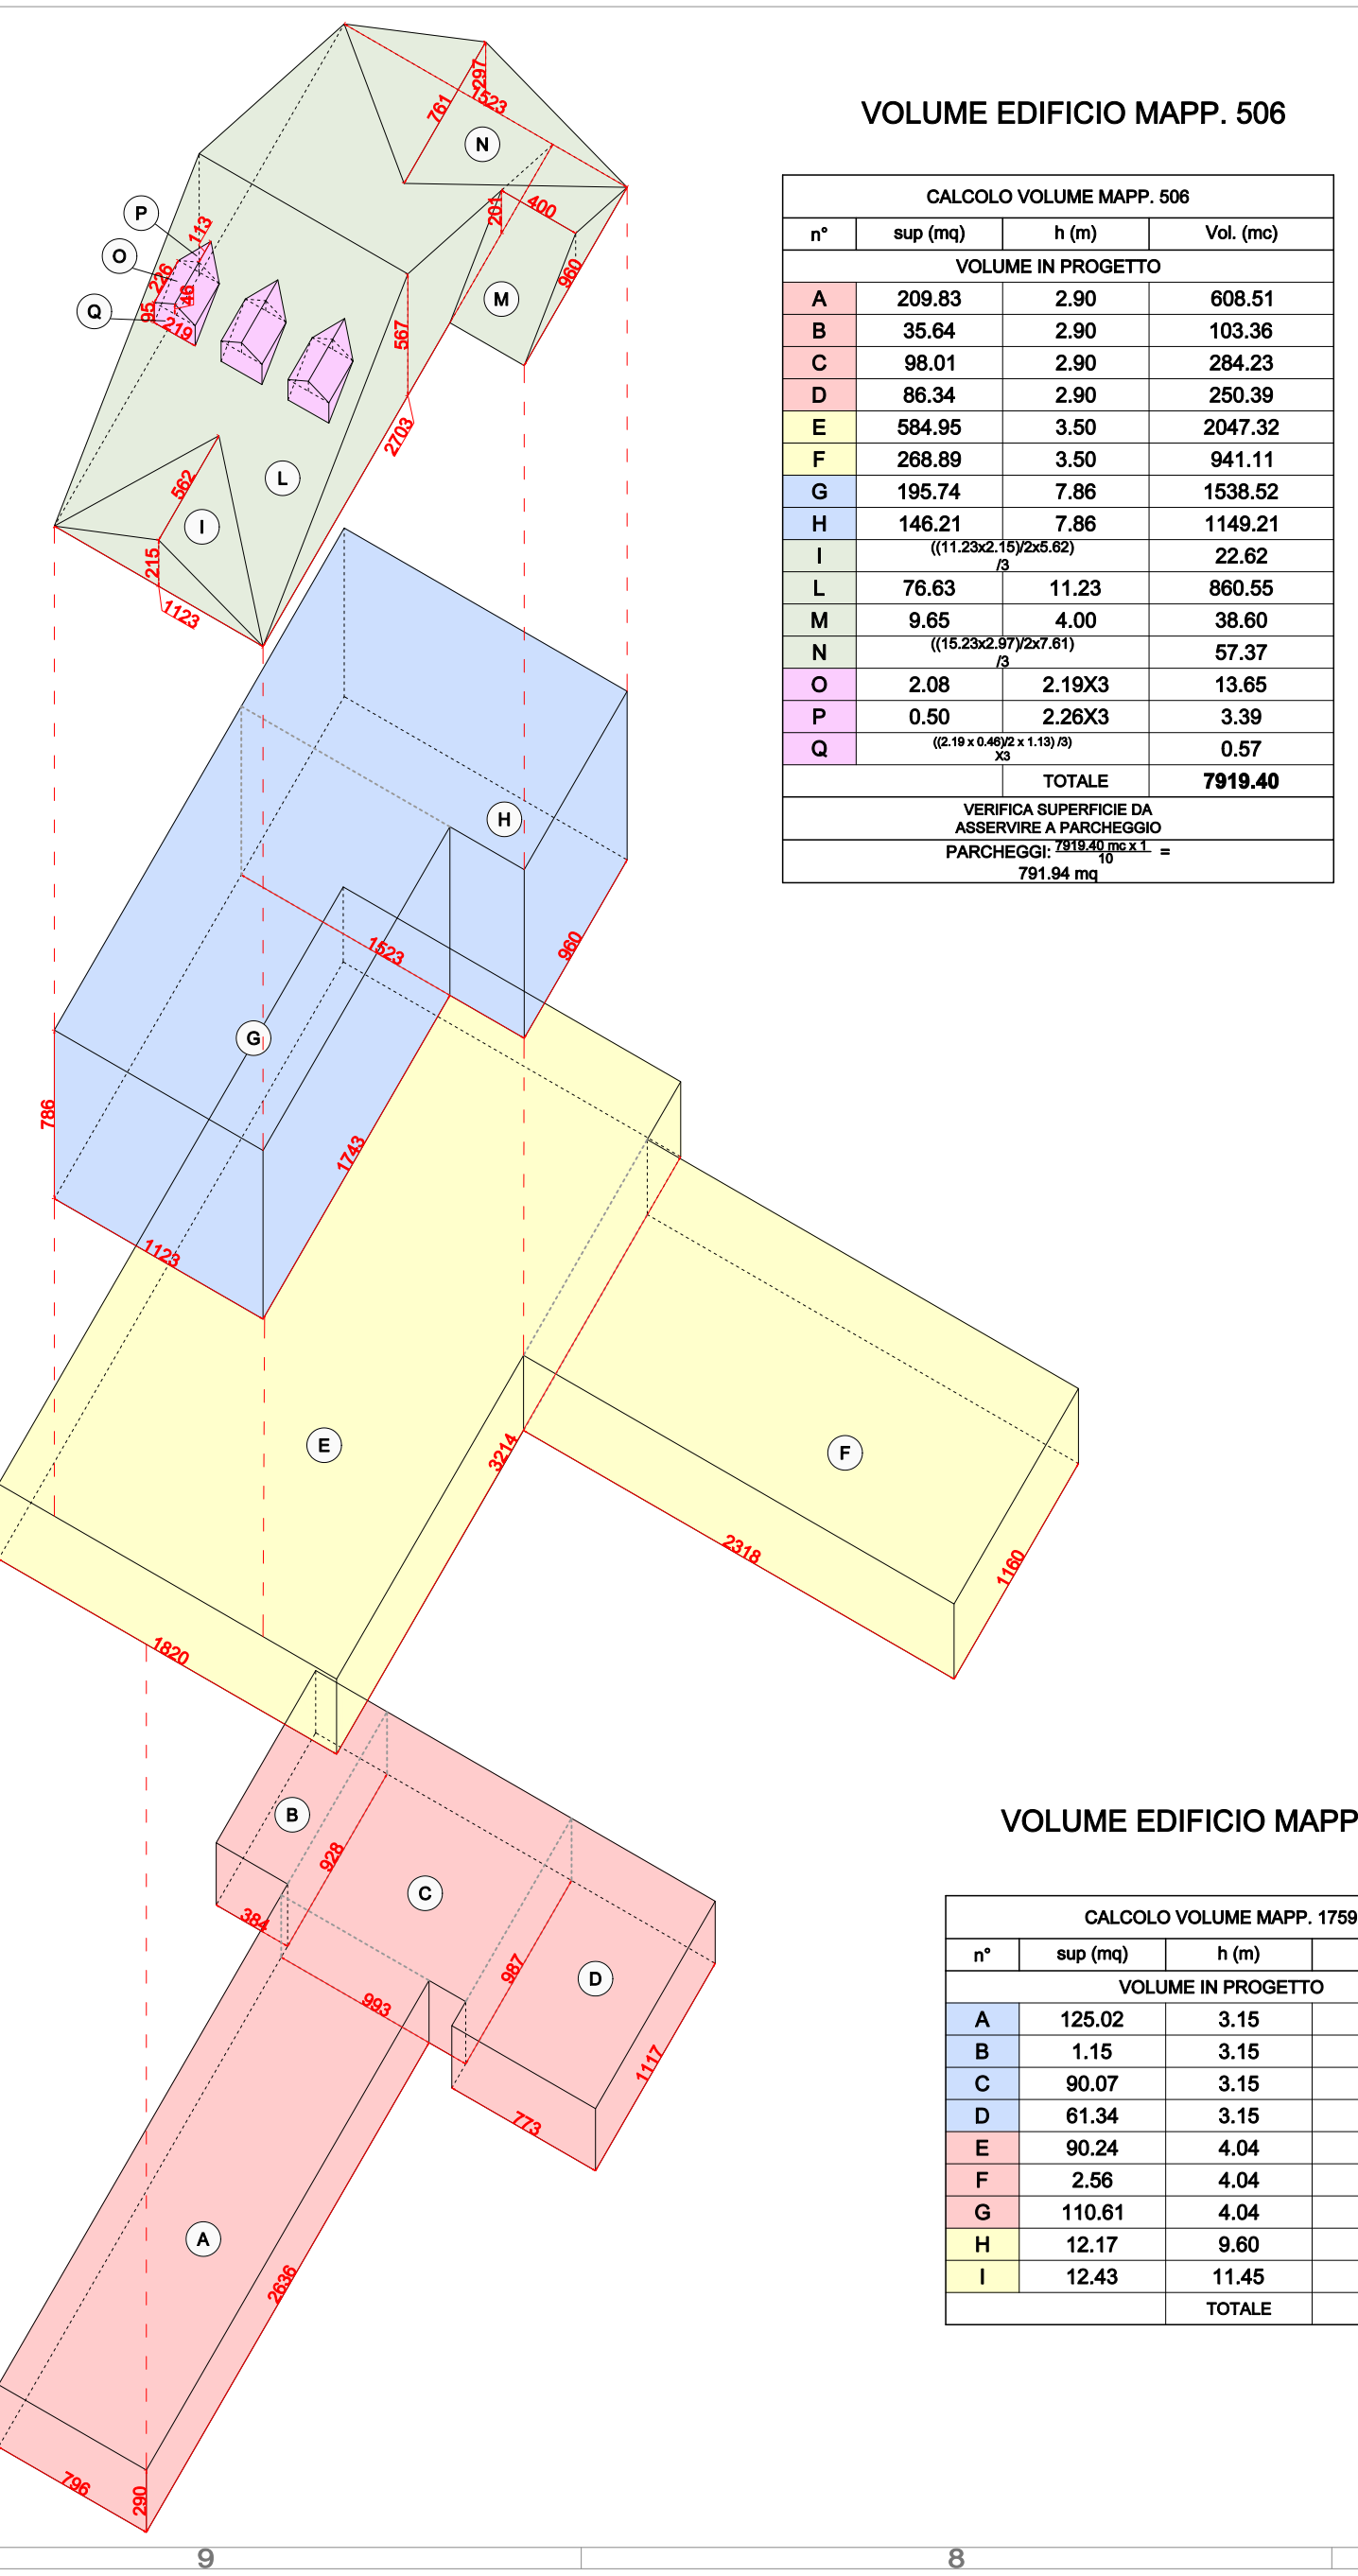 VOLUME EDIFICIO MAPP. 506
CALCOLO VOLUME MAPP. 506
n° sup (mq) h (m) Vol. (mc)
VOLUME IN PROGETTO
A 209.83 2.90 608.51
B 35.64 2.90 103.36
C 98.01 2.90 284.23
D 86.34 2.90 250.39
E 584.95 3.50 2047.32
F 268.89 3.50 941.11
G 195.74 7.86 1538.52
H 146.21 7.86 1149.21
I ((11.23x2.15)/2x5.62) /3 22.62
L 76.63 11.23 860.55
M 9.65 4.00 38.60
N ((15.23x2.97)/2x7.61) /3 57.37
O 2.08 2.19X3 13.65
P 0.50 2.26X3 3.39
Q ((2.19 x 0.46)/2 x 1.13) /3) X3 0.57
TOTALE 7919.40
VERIFICA SUPERFICIE DA
ASSERVIRE A PARCHEGGIO
PARCHEGGI: 7919.40 mc x 1 / 10 =
791.94 mq
297
1523
761
N
P
113
O
226
Q
95
46
219
201
400
960
M
567
2703
562
L
I
215
1123
H
1523
960
G
786
1743
1123
E
3214
F
2318
1160
1820
B
928
C
384
987
D
993
1117
773
A
2636
796
290
VOLUME EDIFICIO MAPP
CALCOLO VOLUME MAPP. 1759
n° sup (mq) h (m)
VOLUME IN PROGETTO
A 125.02 3.15
B 1.15 3.15
C 90.07 3.15
D 61.34 3.15
E 90.24 4.04
F 2.56 4.04
G 110.61 4.04
H 12.17 9.60
I 12.43 11.45
TOTALE
9 8